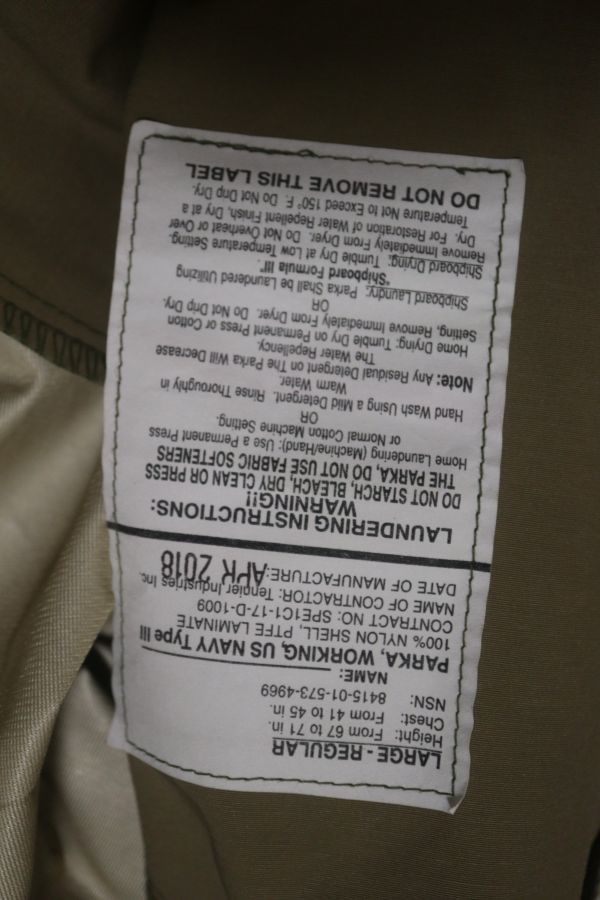 LARGE - REGULAR
Height: From 67 to 71 in.
Chest: From 41 to 45 in.
NSN: 8415-01-573-4969
NAME:
PARKA, WORKING, US NAVY Type III
100% NYLON SHELL, PTFE LAMINATE
CONTRACT NO: SPE1C1-17-D-1009
NAME OF CONTRACTOR: Tennier Industries Inc.
DATE OF MANUFACTURE: APR 2018
LAUNDERING INSTRUCTIONS:
WARNING!!
DO NOT STARCH, BLEACH, DRY CLEAN OR PRESS
THE PARKA, DO NOT USE FABRIC SOFTENERS
Home Laundering (Machine/Hand): Use a Permanent Press
or Normal Cotton Machine Setting.
OR
Hand Wash Using a Mild Detergent. Rinse Thoroughly in
Warm Water.
Note: Any Residual Detergent on The Parka Will Decrease
The Water Repellency.
Home Drying: Tumble Dry on Permanent Press or Cotton
Setting, Remove Immediately From Dryer. Do Not Drip Dry.
OR
Shipboard Laundry: Parka Shall be Laundered Utilizing
"Shipboard Formula III".
Shipboard Drying: Tumble Dry at Low Temperature Setting.
Remove Immediately From Dryer. Do Not Overheat or Over
Dry. For Restoration of Water Repellent Finish, Dry at a
Temperature Not to Exceed 150° F. Do Not Drip Dry.
DO NOT REMOVE THIS LABEL